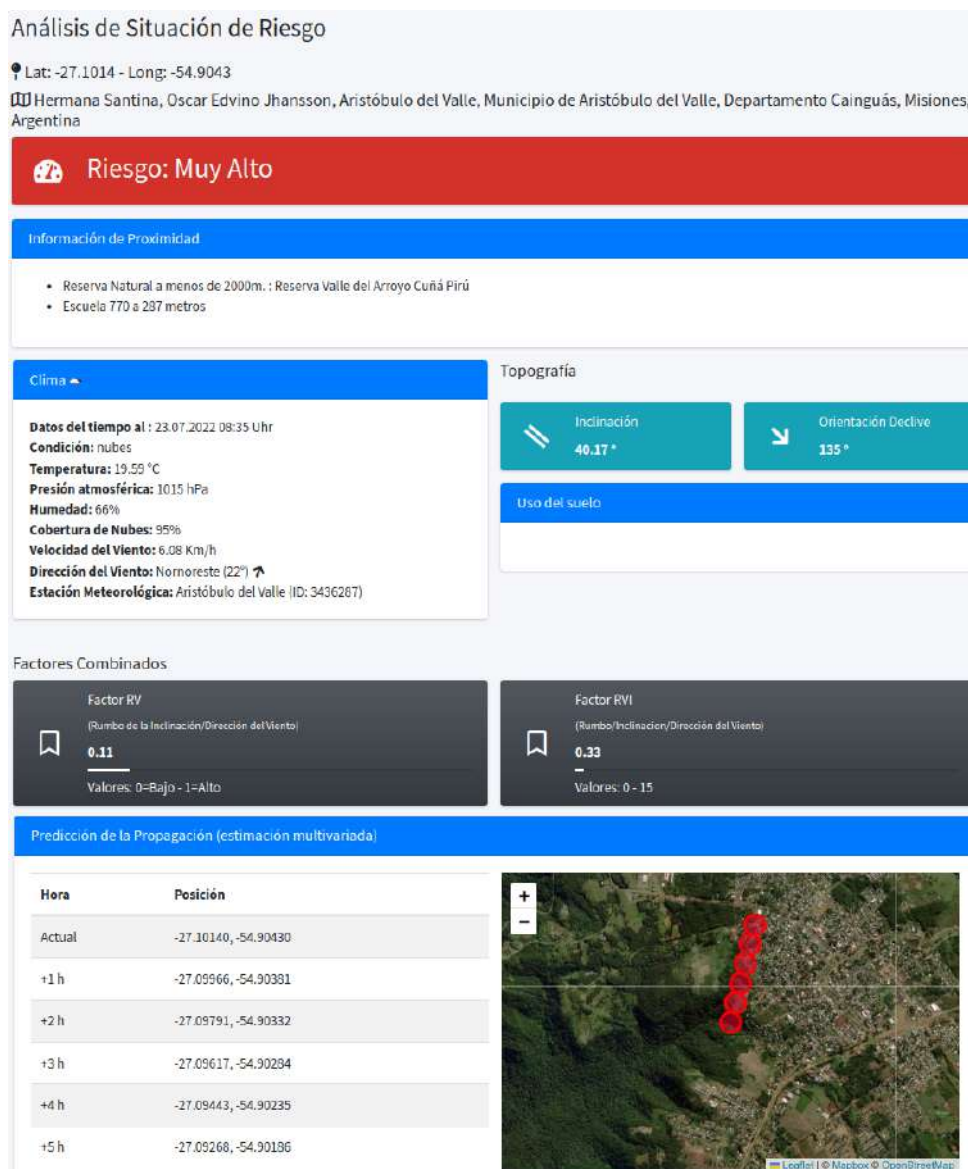 Análisis de Situación de Riesgo
Lat: -27.1014 - Long: -54.9043
Hermana Santina, Oscar Edvino Jhansson, Aristóbulo del Valle, Municipio de Aristóbulo del Valle, Departamento Cainguás, Misiones,
Argentina
Riesgo: Muy Alto
Información de Proximidad
• Reserva Natural a menos de 2000m. : Reserva Valle del Arroyo Cuñá Pirú
• Escuela 770 a 287 metros
Clima
Datos del tiempo al : 23.07.2022 08:35 Uhr
Condición: nubes
Temperatura: 19.59 °C
Presión atmosférica: 1015 hPa
Humedad: 66%
Cobertura de Nubes: 95%
Velocidad del Viento: 6.08 Km/h
Dirección del Viento: Nornoreste (22°)
Estación Meteorológica: Aristóbulo del Valle (ID: 3436287)
Topografía
Inclinación
40.17 °
Orientación Declive
135 °
Uso del suelo
Factores Combinados
Factor RV
(Rumbo de la Inclinación/Dirección del Viento)
0.11
Valores: 0=Bajo - 1=Alto
Factor RVI
(Rumbo/Inclinacion/Dirección del Viento)
0.33
Valores: 0 - 15
Predicción de la Propagación (estimación multivariada)
Hora Posición
Actual -27.10140, -54.90430
+1 h -27.09966, -54.90381
+2 h -27.09791, -54.90332
+3 h -27.09617, -54.90284
+4 h -27.09443, -54.90235
+5 h -27.09268, -54.90186
+
−
Leaflet | © Mapbox © OpenStreetMap